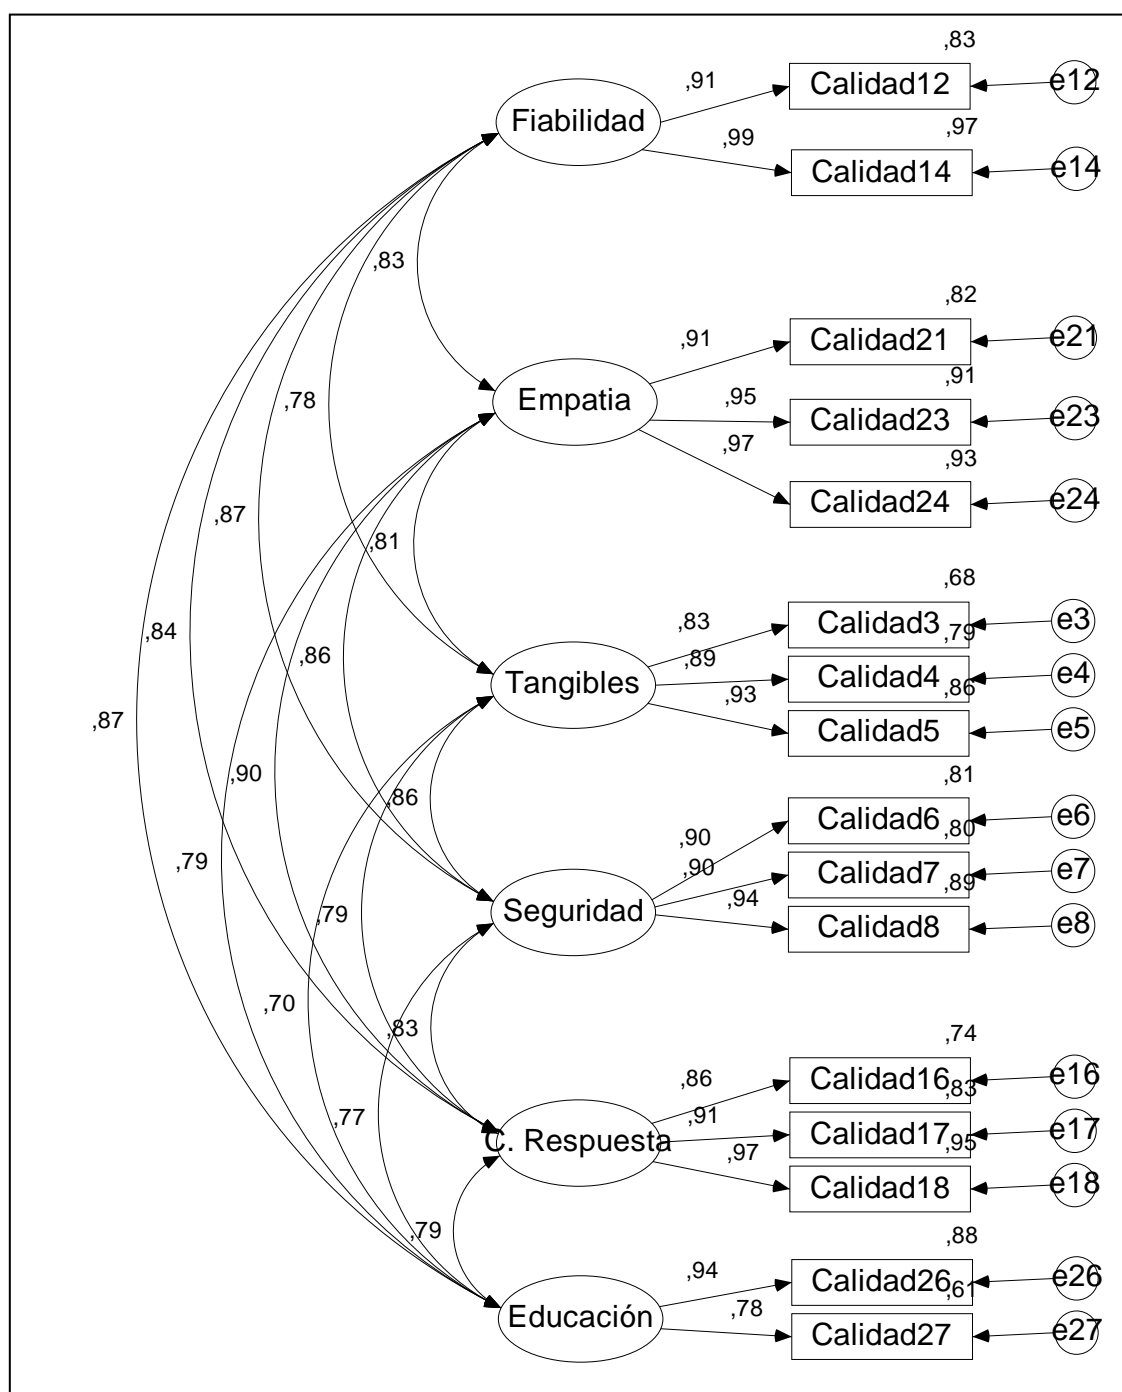 ,83
,91
Calidad12
e12
Fiabilidad
,97
,99
Calidad14
e14
,83
,82
,91
Calidad21
e21
,91
Empatia
,95
Calidad23
e23
,78
,97
,93
Calidad24
e24
,87
,81
,68
,83
Calidad3
e3
,84
,79
,86
,89
Calidad4
e4
Tangibles
,86
,93
Calidad5
e5
,87
,90
,81
,86
Calidad6
e6
,90
,80
,79
,90
Calidad7
e7
,89
Seguridad
,94
Calidad8
e8
,79
,70
,83
,74
,86
Calidad16
e16
,83
,77
,91
Calidad17
e17
C. Respuesta
,95
,97
Calidad18
e18
,79
,88
,94
Calidad26
e26
,61
Educación
,78
Calidad27
e27